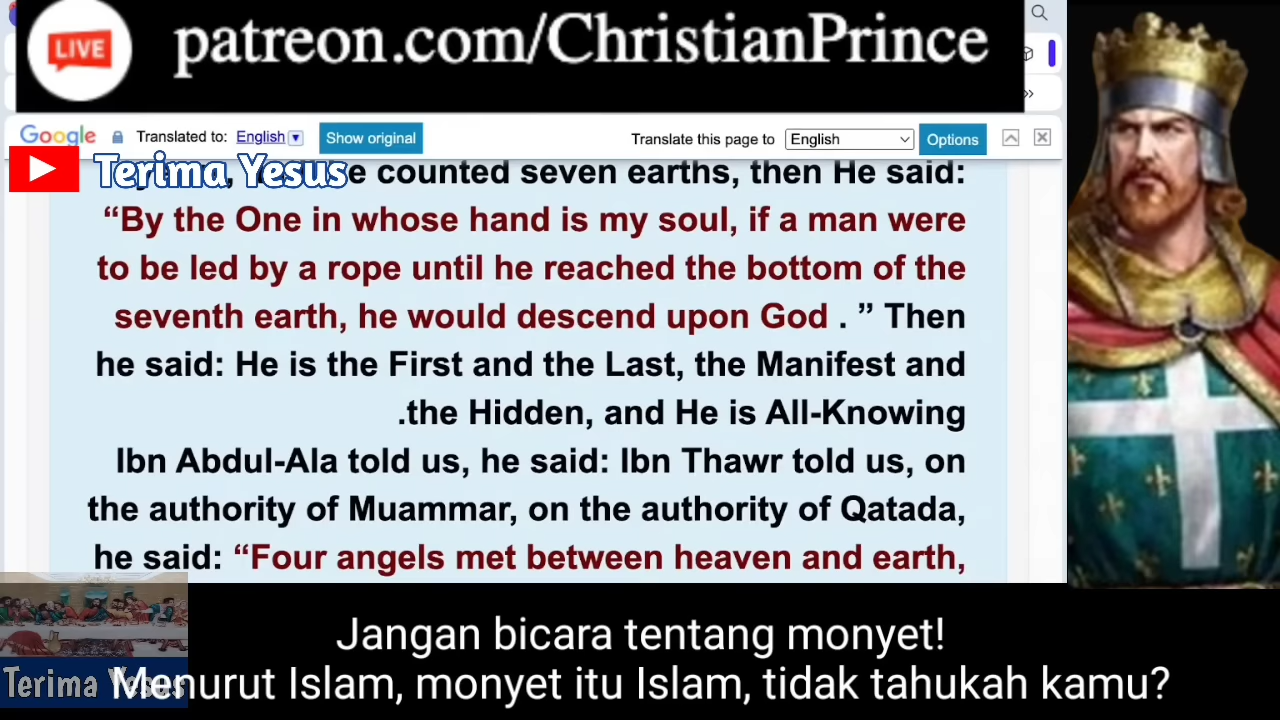 LIVE
patreon.com/ChristianPrince
Google Translated to: English Show original Translate this page to English Options
Terima Yesus
e counted seven earths, then He said:
“By the One in whose hand is my soul, if a man were
to be led by a rope until he reached the bottom of the
seventh earth, he would descend upon God . ” Then
he said: He is the First and the Last, the Manifest and
.the Hidden, and He is All-Knowing
Ibn Abdul-Ala told us, he said: Ibn Thawr told us, on
the authority of Muammar, on the authority of Qatada,
he said: “Four angels met between heaven and earth,
Jangan bicara tentang monyet!
Terima Yesus
Menurut Islam, monyet itu Islam, tidak tahukah kamu?